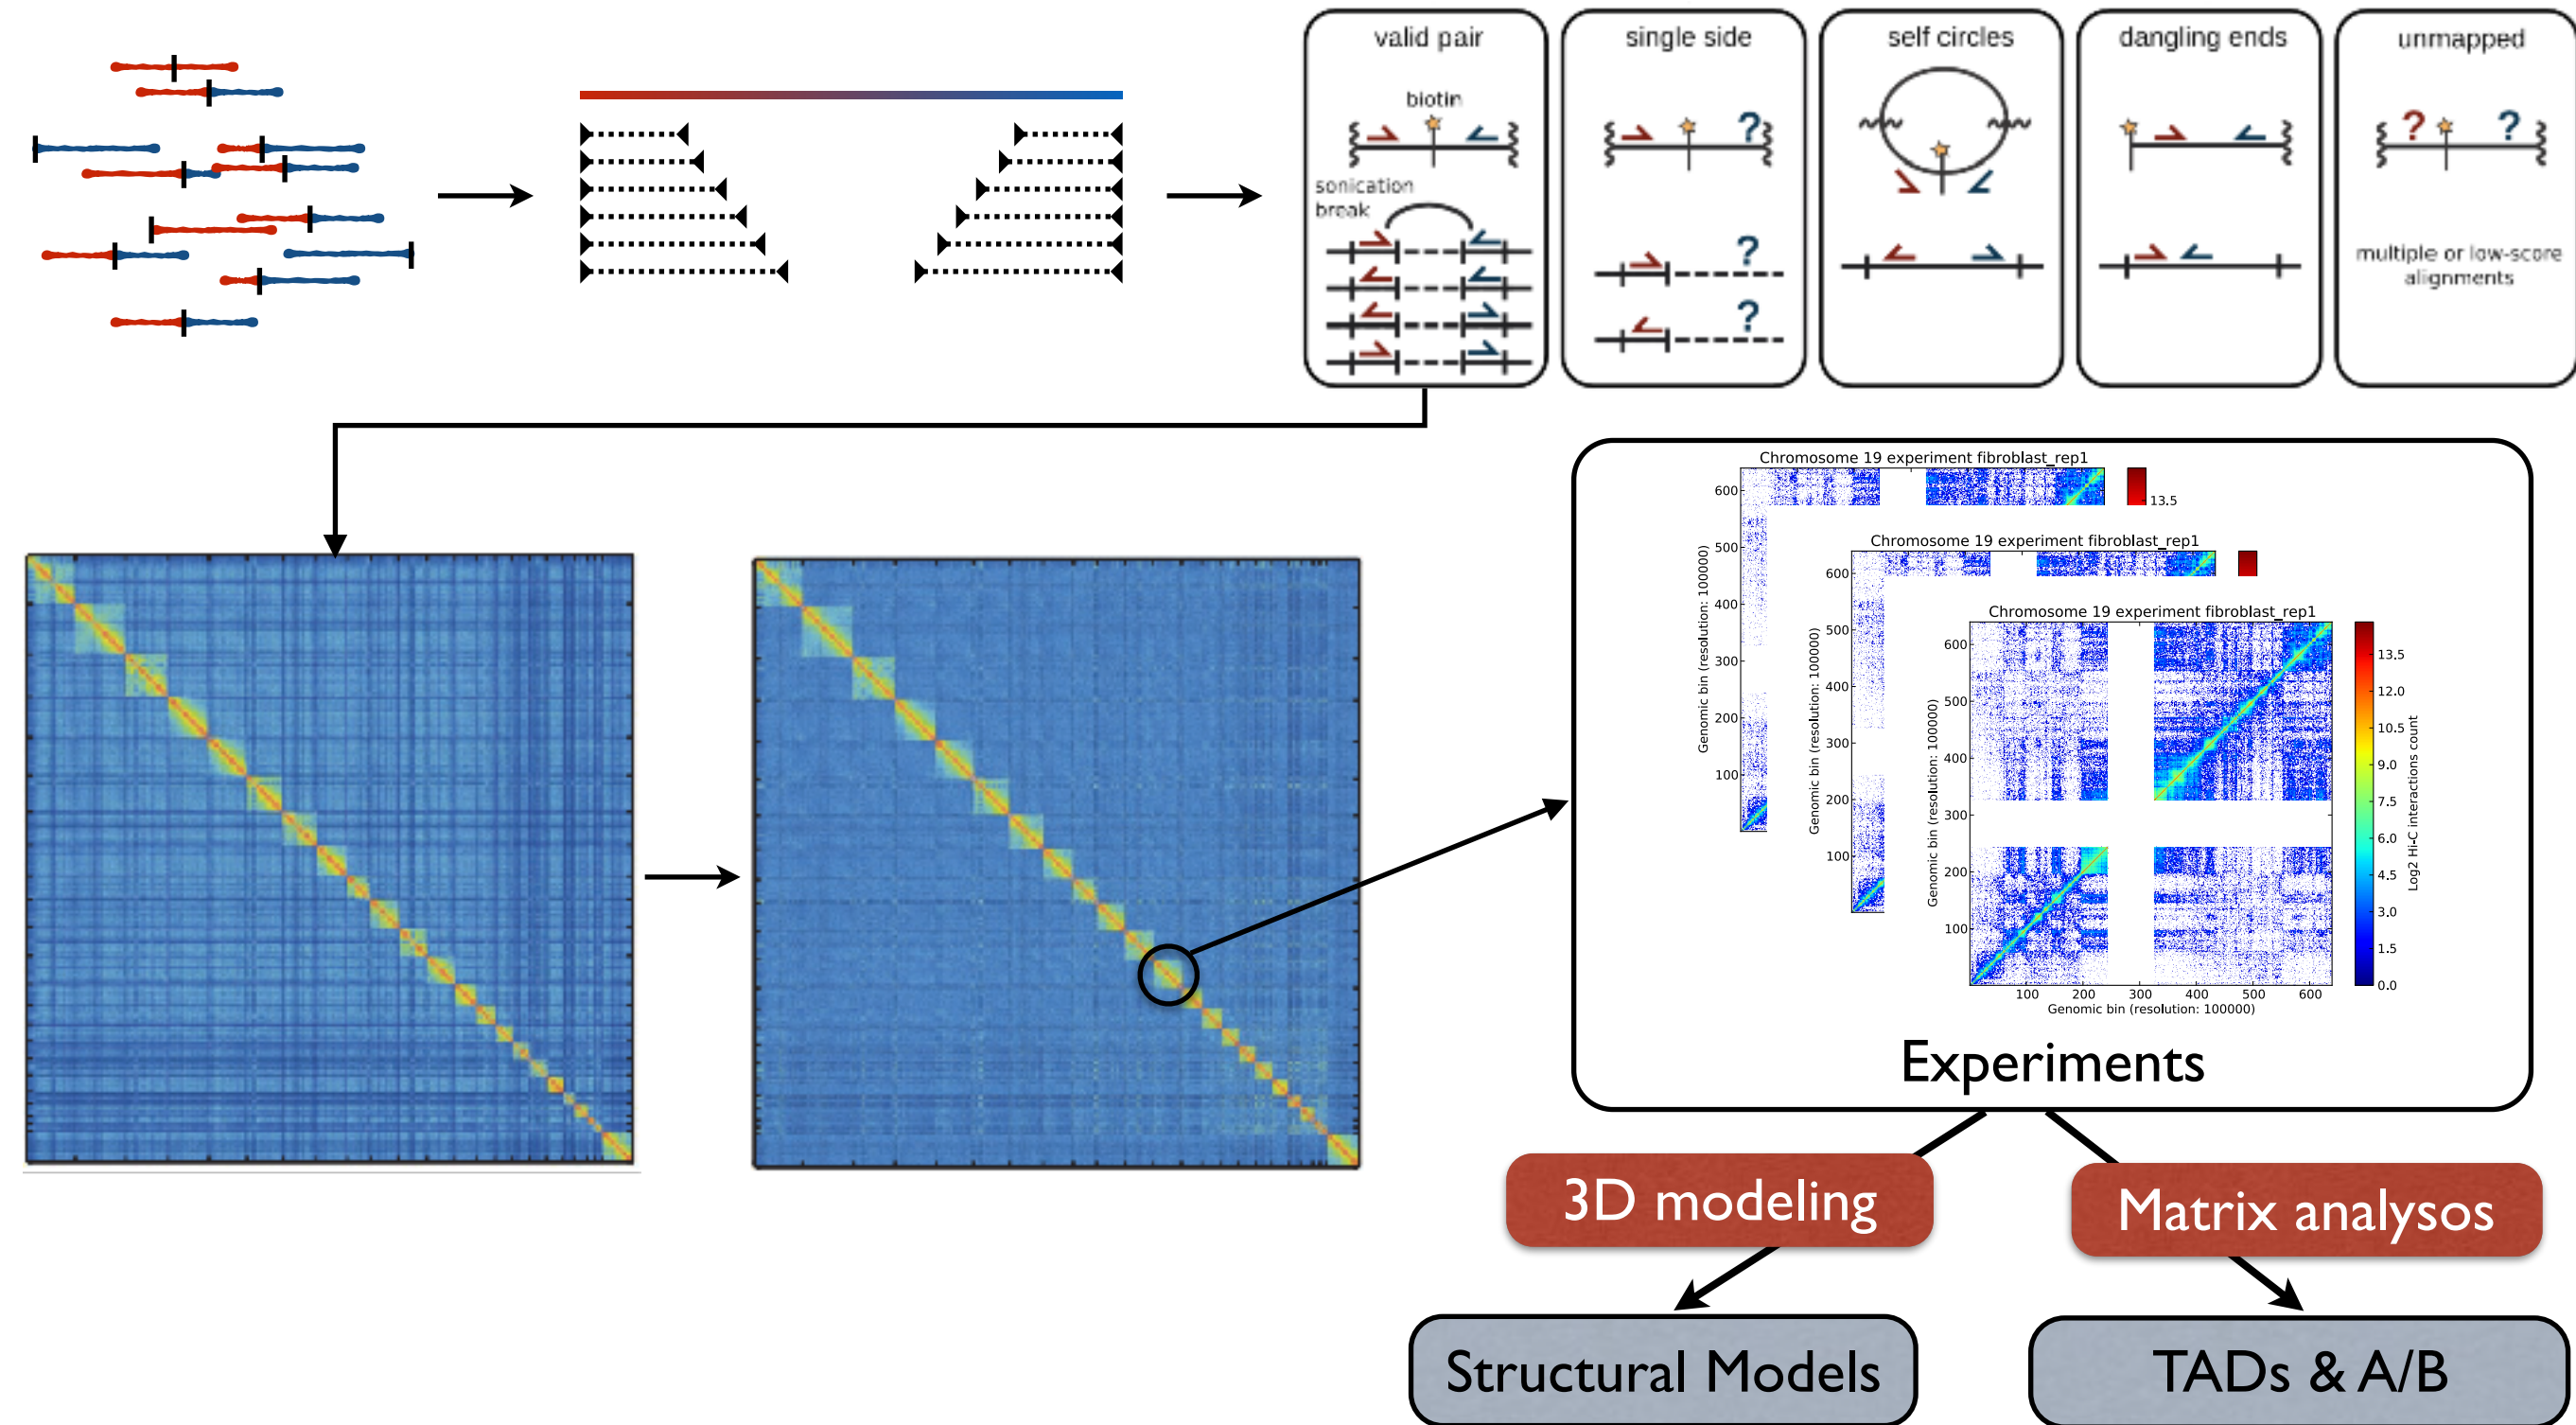 valid pair
biotin
sonication
break
single side
?
?
?
self circles
dangling ends
unmapped
? ?
multiple or low-score
alignments
Chromosome 19 experiment fibroblast_rep1
600
500
400
300
200
100
Genomic bin (resolution: 100000)
13.5
Chromosome 19 experiment fibroblast_rep1
600
500
400
300
200
100
Genomic bin (resolution: 100000)
Chromosome 19 experiment fibroblast_rep1
600
500
400
300
200
100
Genomic bin (resolution: 100000)
100 200 300 400 500 600
Genomic bin (resolution: 100000)
13.5
12.0
10.5
9.0
7.5
6.0
4.5
3.0
1.5
0.0
Log2 Hi-C interactions count
Experiments
3D modeling
Matrix analysos
Structural Models
TADs & A/B